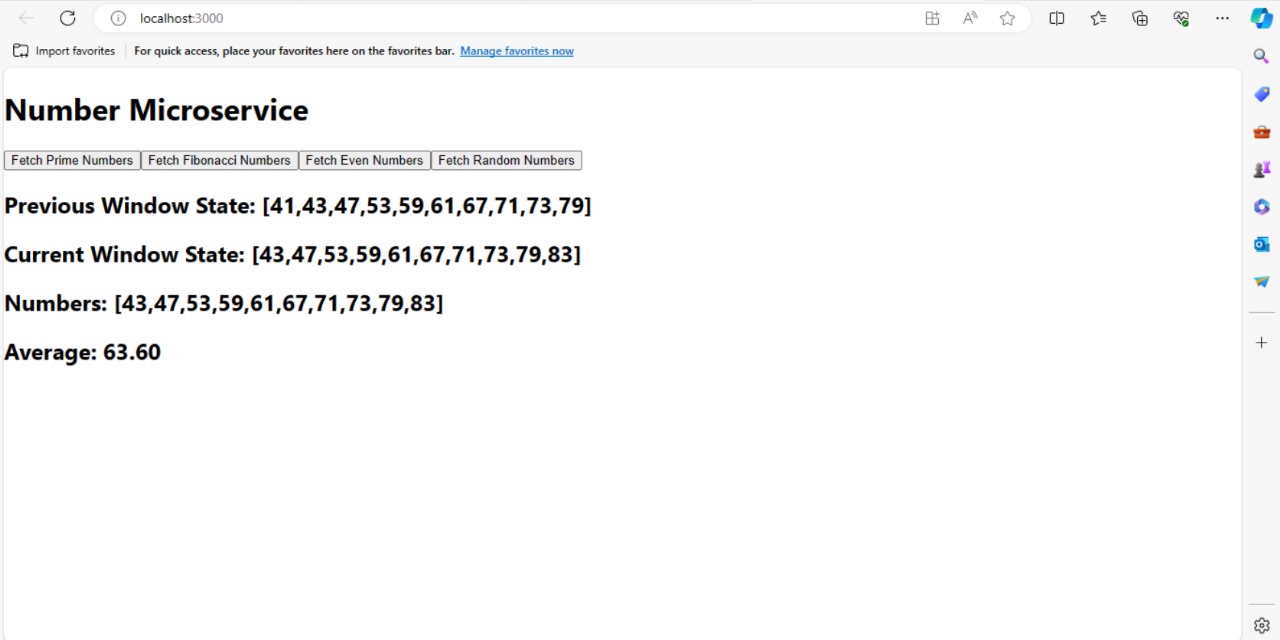 localhost:3000
Import favorites For quick access, place your favorites here on the favorites bar. Manage favorites now
Number Microservice
Fetch Prime Numbers Fetch Fibonacci Numbers Fetch Even Numbers Fetch Random Numbers
Previous Window State: [41,43,47,53,59,61,67,71,73,79]
Current Window State: [43,47,53,59,61,67,71,73,79,83]
Numbers: [43,47,53,59,61,67,71,73,79,83]
Average: 63.60